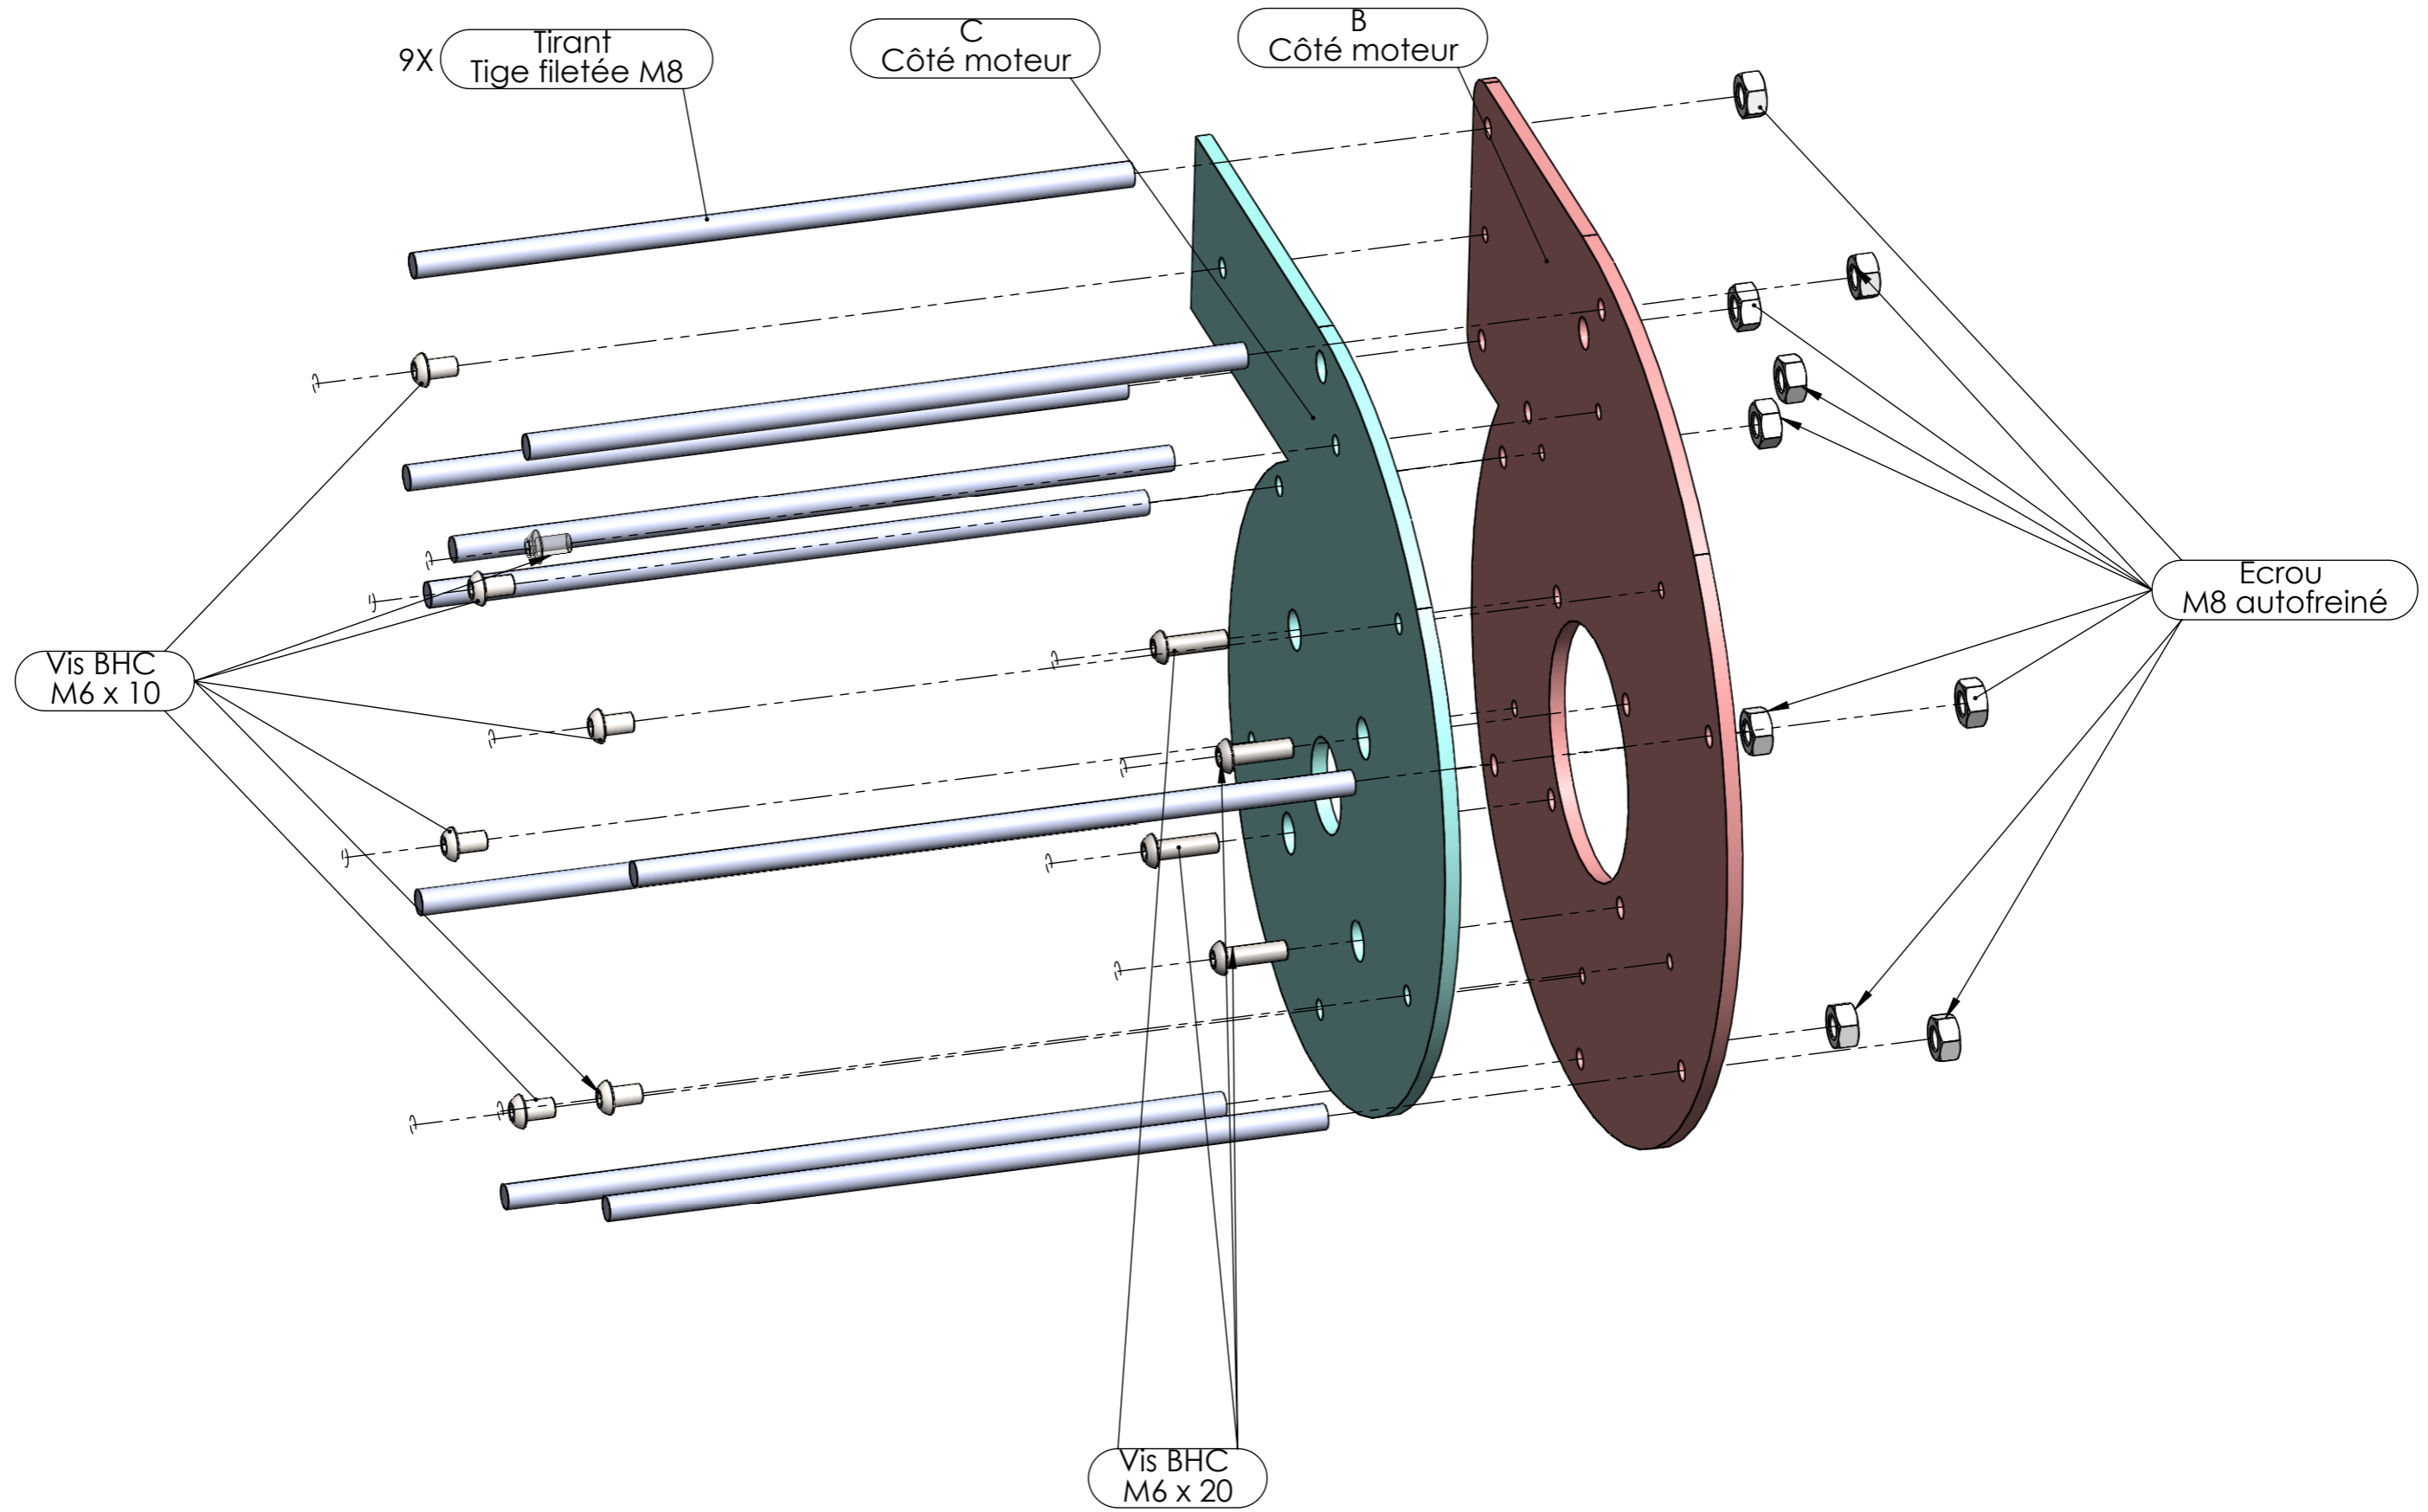 9X
Tirant
Tige filetée M8
C
Côté moteur
B
Côté moteur
Ecrou
M8 autofreiné
Vis BHC
M6 x 10
Vis BHC
M6 x 20